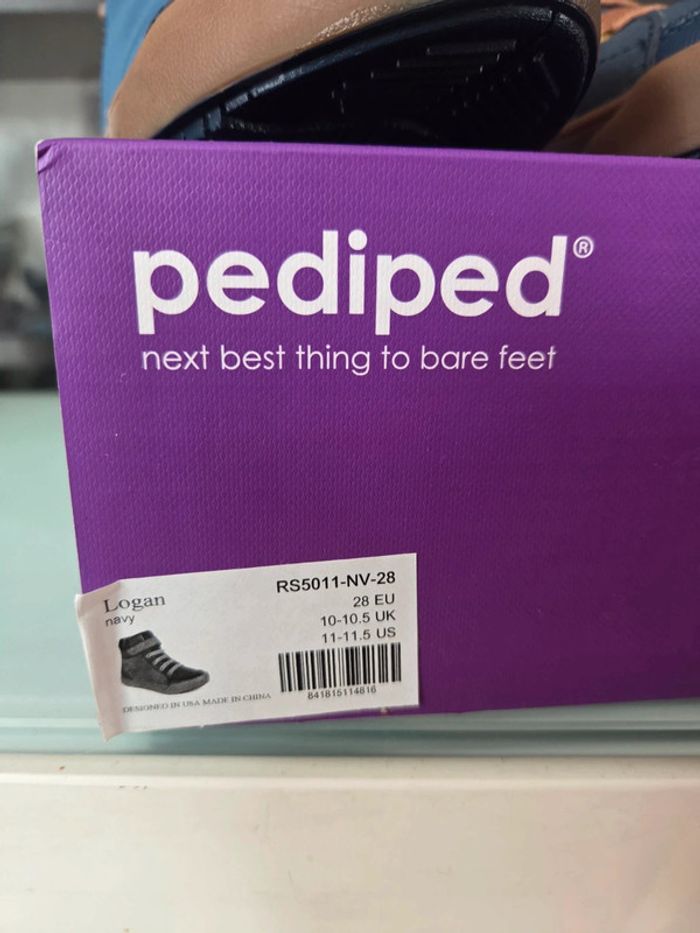 pediped®
next best thing to bare feet
Logan
navy
RS5011-NV-28
28 EU
10-10.5 UK
11-11.5 US
841815114816
DESIGNED IN USA MADE IN CHINA